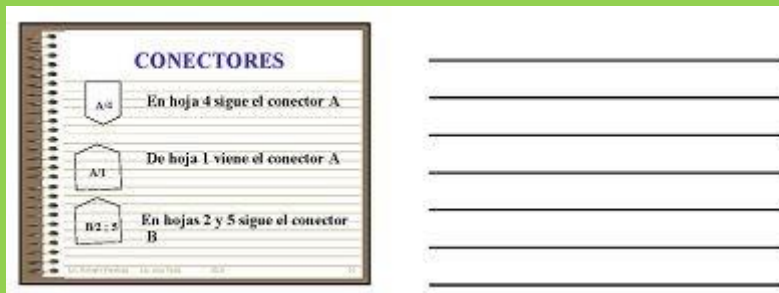 CONECTORES
A/4
En hoja 4 sigue el conector A
A/1
De hoja 1 viene el conector A
B/2 ; 5
En hojas 2 y 5 sigue el conector
B